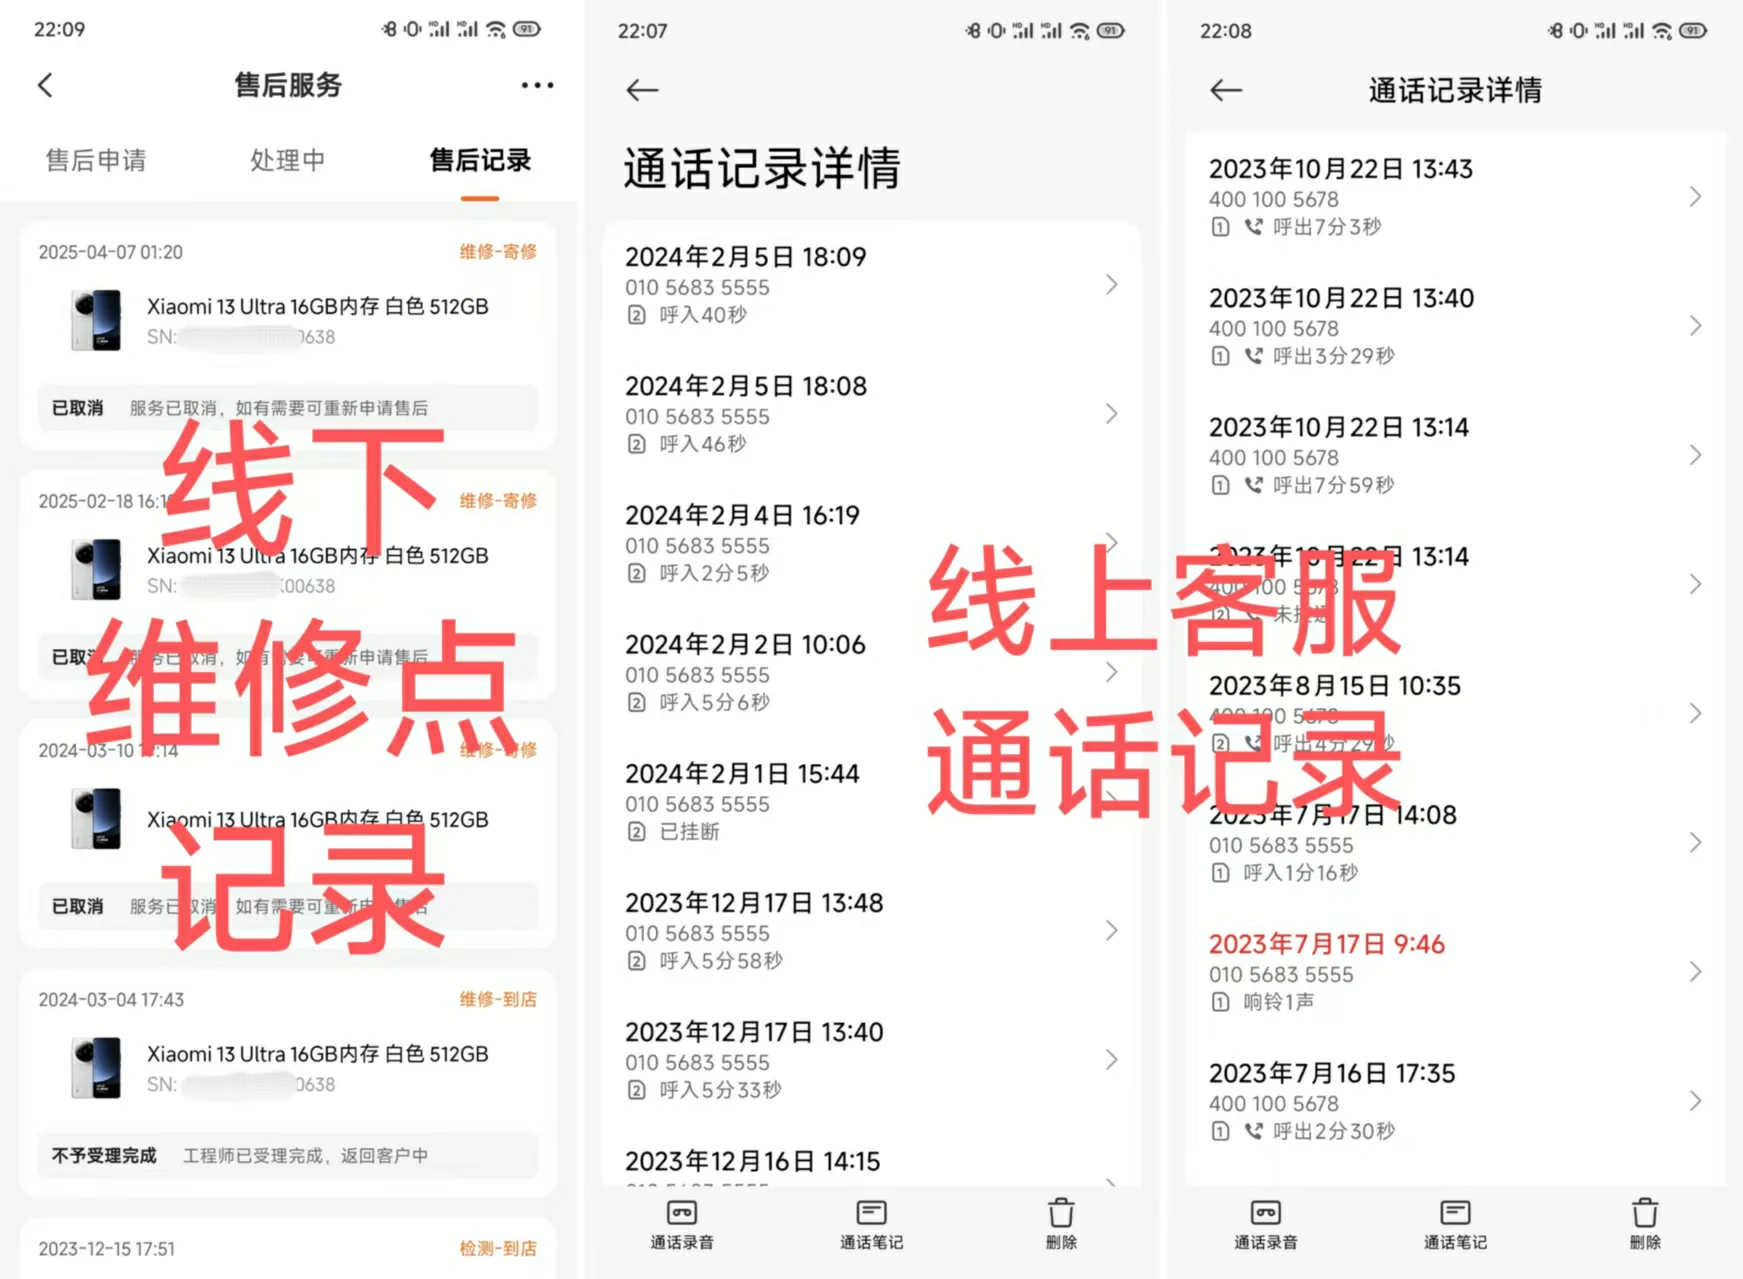 22:09
91
售后服务
售后申请
处理中
售后记录
2025-04-07 01:20
维修-寄修
Xiaomi 13 Ultra 16GB内存 白色 512GB
SN:
0638
已取消 服务已取消，如有需要可重新申请售后
2025-02-18 16:1
维修-寄修
Xiaomi 13 Ultra 16GB内存 白色 512GB
SN:
00638
已取消 服务已取消，如有需要可重新申请售后
2024-03-10 1:14
维修-寄修
Xiaomi 13 Ultra 16GB内存 白色 512GB
已取消 服务已取消，如有需要可重新申请售后
2024-03-04 17:43
维修-到店
Xiaomi 13 Ultra 16GB内存 白色 512GB
SN:
0638
不予受理完成 工程师已受理完成，返回客户中
2023-12-15 17:51
检测-到店
线下
维修点
记录
22:07
91
通话记录详情
2024年2月5日 18:09
010 5683 5555
2 呼入40秒
2024年2月5日 18:08
010 5683 5555
2 呼入46秒
2024年2月4日 16:19
010 5683 5555
2 呼入2分5秒
2024年2月2日 10:06
010 5683 5555
2 呼入5分6秒
2024年2月1日 15:44
010 5683 5555
2 已挂断
2023年12月17日 13:48
010 5683 5555
2 呼入5分58秒
2023年12月17日 13:40
010 5683 5555
2 呼入5分33秒
2023年12月16日 14:15
通话录音
通话笔记
删除
线上客服
通话记录
22:08
91
通话记录详情
2023年10月22日 13:43
400 100 5678
1 呼出7分3秒
2023年10月22日 13:40
400 100 5678
1 呼出3分29秒
2023年10月22日 13:14
400 100 5678
1 呼出7分59秒
2023年10月22日 13:14
400 100 5678
2 未接通
2023年8月15日 10:35
400 100 5678
2 呼出4分29秒
2023年7月17日 14:08
010 5683 5555
1 呼入1分16秒
2023年7月17日 9:46
010 5683 5555
1 响铃1声
2023年7月16日 17:35
400 100 5678
1 呼出2分30秒
通话录音
通话笔记
删除